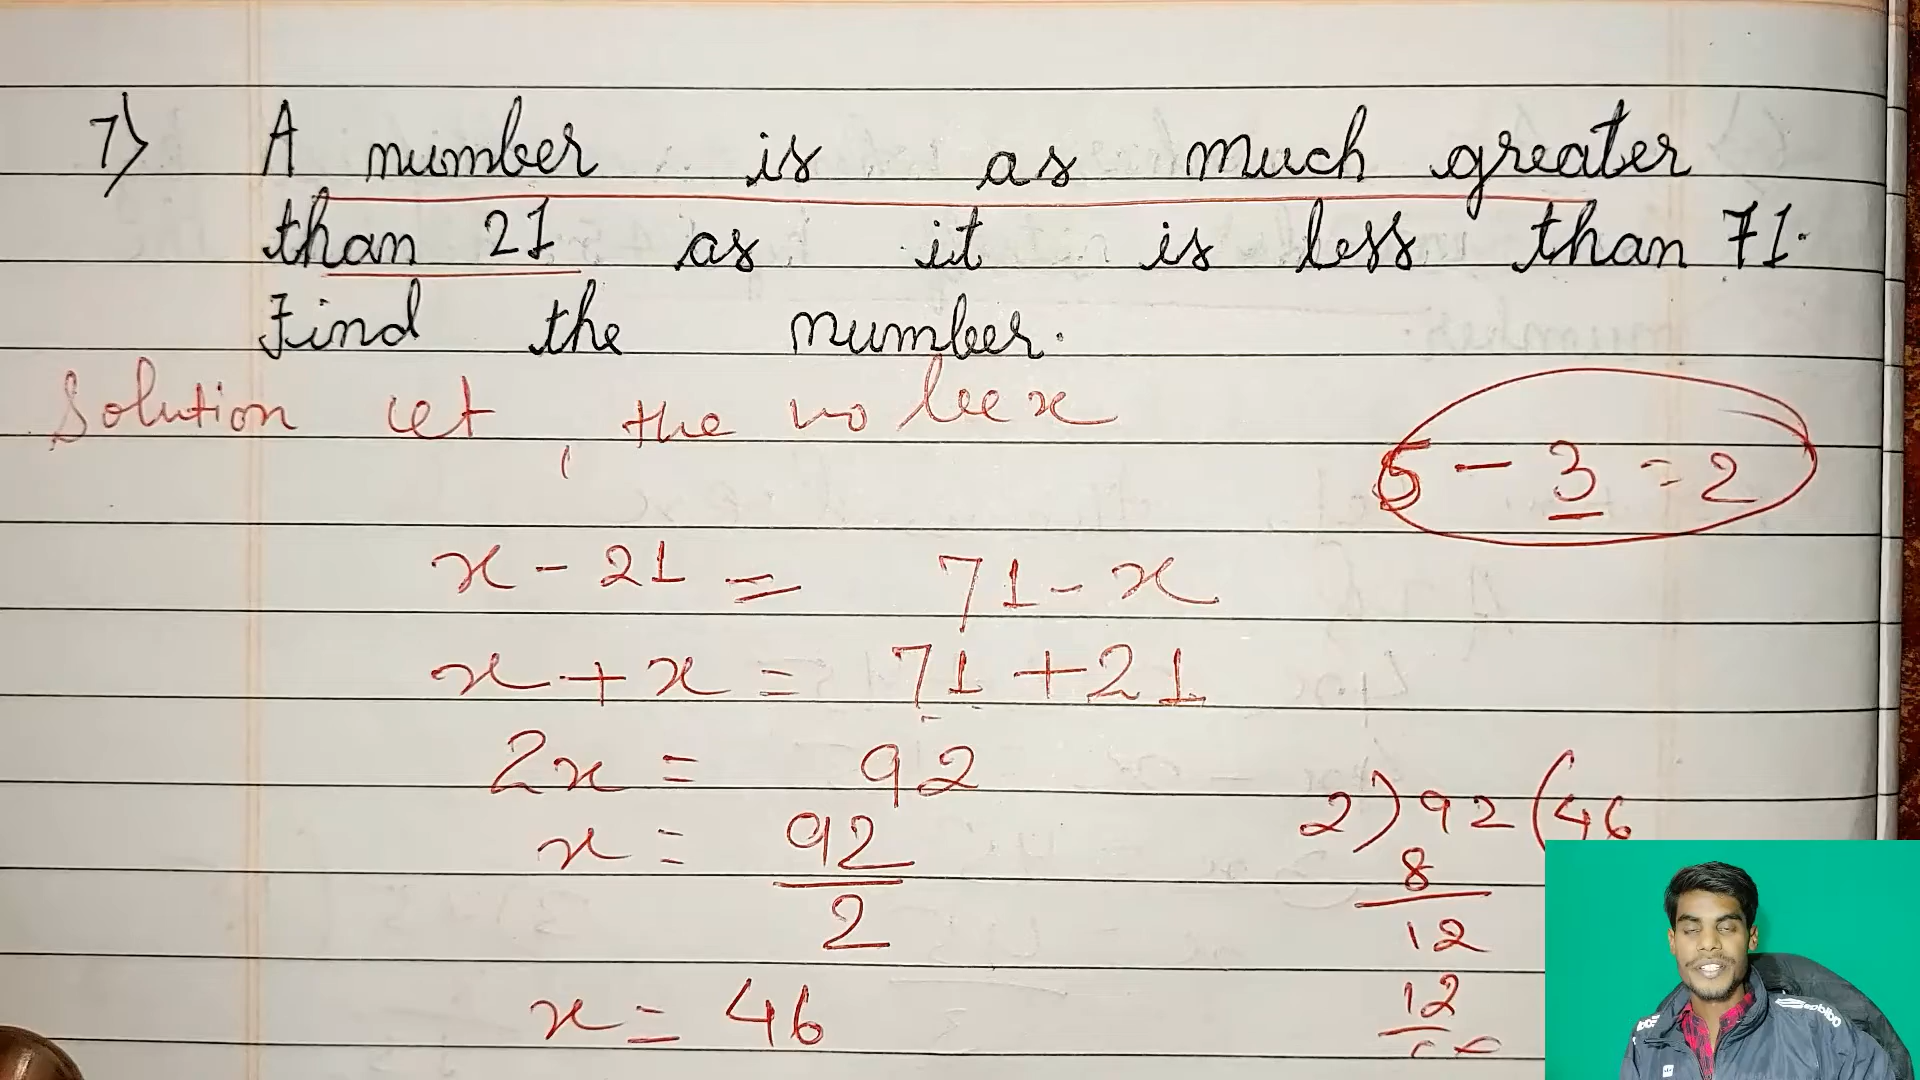 7) A number is as much greater
than 21 as it is less than 71.
Find the number.
Solution let, the no be x
5 - 3 = 2
x - 21 = 71 - x
x + x = 71 + 21
2x = 92
x = 92/2
x = 46
2) 92 (46
8
12
12